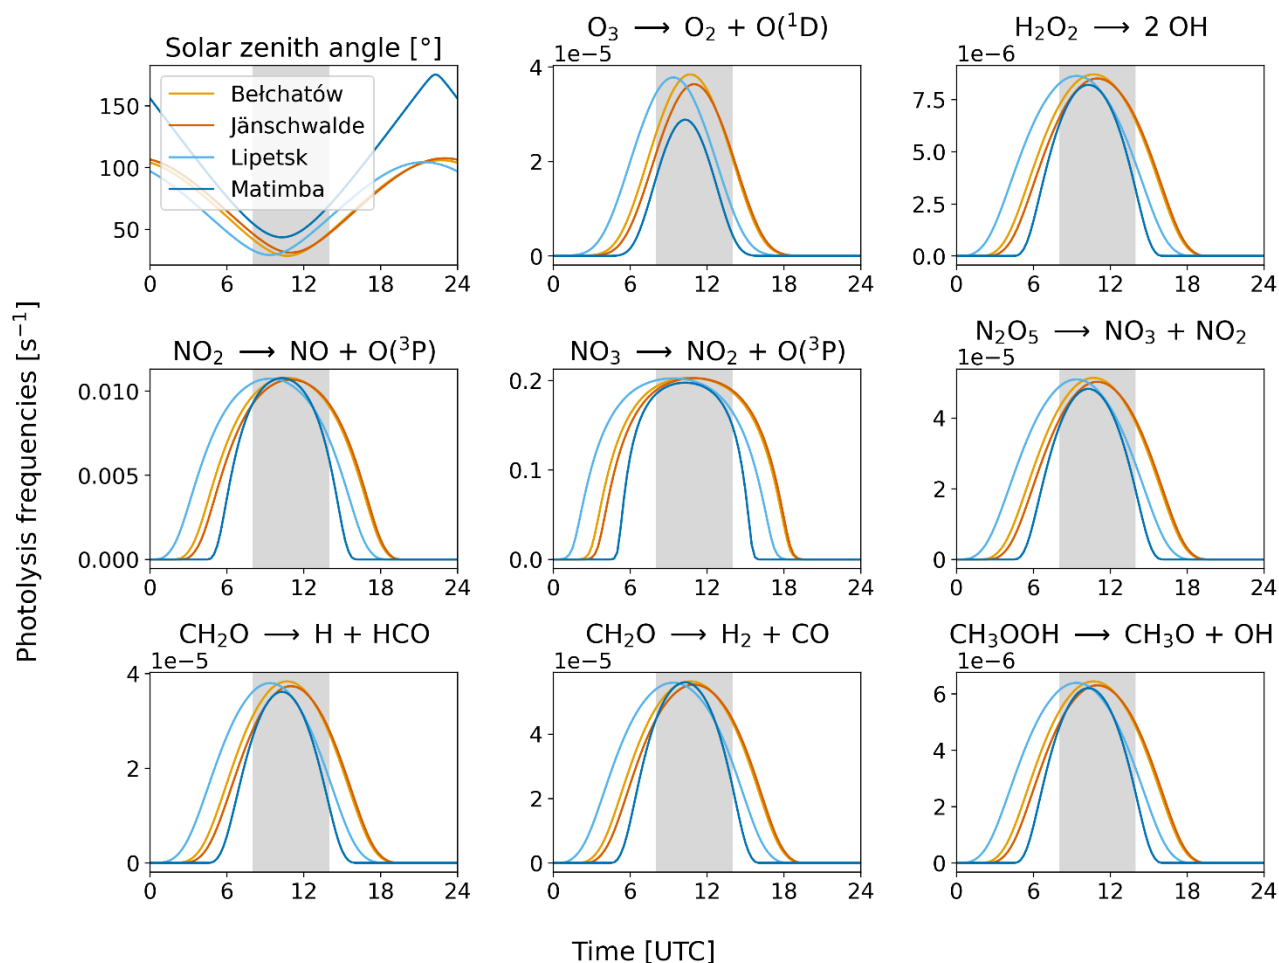 Solar zenith angle [°]
150
100
50
0 6 12 18 24
Bełchatów
Jänschwalde
Lipetsk
Matimba
O₃ ⟶ O₂ + O(¹D)
1e-5
4
2
0
0 6 12 18 24
H₂O₂ ⟶ 2 OH
1e-6
7.5
5.0
2.5
0.0
0 6 12 18 24
Photolysis frequencies [s⁻¹]
NO₂ ⟶ NO + O(³P)
0.010
0.005
0.000
0 6 12 18 24
NO₃ ⟶ NO₂ + O(³P)
0.2
0.1
0.0
0 6 12 18 24
N₂O₅ ⟶ NO₃ + NO₂
1e-5
4
2
0
0 6 12 18 24
CH₂O ⟶ H + HCO
1e-5
4
2
0
0 6 12 18 24
CH₂O ⟶ H₂ + CO
1e-5
4
2
0
0 6 12 18 24
CH₃OOH ⟶ CH₃O + OH
1e-6
6
4
2
0
0 6 12 18 24
Time [UTC]